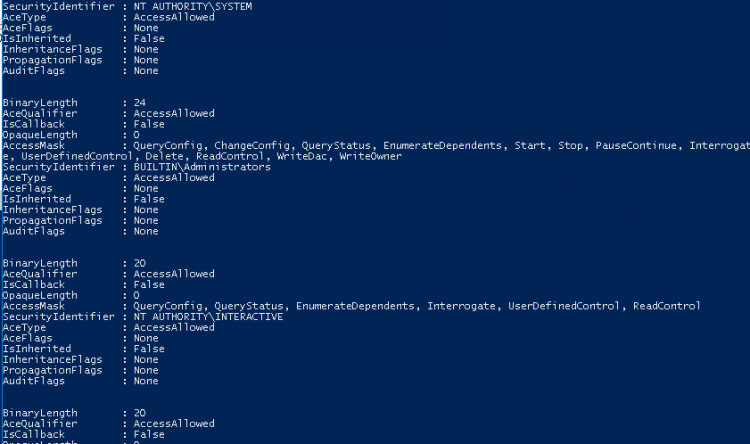 SecurityIdentifier : NT AUTHORITY\SYSTEM
AceType : AccessAllowed
AceFlags : None
IsInherited : False
InheritanceFlags : None
PropagationFlags : None
AuditFlags : None
BinaryLength : 24
AceQualifier : AccessAllowed
IsCallback : False
OpaqueLength : 0
AccessMask : QueryConfig, ChangeConfig, QueryStatus, EnumerateDependents, Start, Stop, PauseContinue, Interrogat
e, UserDefinedControl, Delete, ReadControl, WriteDac, WriteOwner
SecurityIdentifier : BUILTIN\Administrators
AceType : AccessAllowed
AceFlags : None
IsInherited : False
InheritanceFlags : None
PropagationFlags : None
AuditFlags : None
BinaryLength : 20
AceQualifier : AccessAllowed
IsCallback : False
OpaqueLength : 0
AccessMask : QueryConfig, QueryStatus, EnumerateDependents, Interrogate, UserDefinedControl, ReadControl
SecurityIdentifier : NT AUTHORITY\INTERACTIVE
AceType : AccessAllowed
AceFlags : None
IsInherited : False
InheritanceFlags : None
PropagationFlags : None
AuditFlags : None
BinaryLength : 20
AceQualifier : AccessAllowed
IsCallback : False